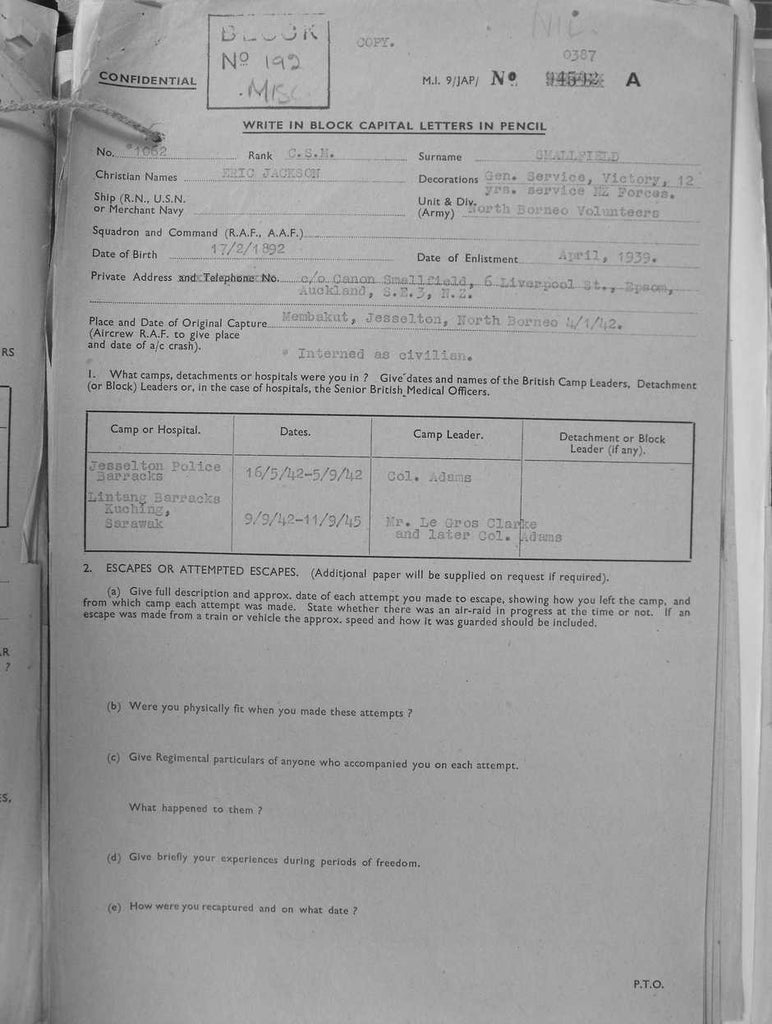 NIL
BLOCK
Nº 192
MISC
COPY.
0387
CONFIDENTIAL
M.I. 9/JAP/ Nº 94592 A
WRITE IN BLOCK CAPITAL LETTERS IN PENCIL
No. *1062 Rank C.S.M. Surname SMALLFIELD
Christian Names ERIC JACKSON Decorations Gen. Service, Victory, 12
yrs. service NZ Forces.
Ship (R.N., U.S.N.
or Merchant Navy
Unit & Div.
(Army) North Borneo Volunteers
Squadron and Command (R.A.F., A.A.F.)
Date of Birth 17/2/1892 Date of Enlistment April, 1939.
Private Address and Telephone No. c/o Canon Smallfield, 6 Liverpool St., Epsom,
Auckland, S.E.3, N.Z.
Place and Date of Original Capture Membakut, Jesselton, North Borneo 4/1/42.
(Aircrew R.A.F. to give place
and date of a/c crash).
* Interned as civilian.
1. What camps, detachments or hospitals were you in ? Give dates and names of the British Camp Leaders, Detachment
(or Block) Leaders or, in the case of hospitals, the Senior British Medical Officers.
Camp or Hospital. Dates. Camp Leader. Detachment or Block
Leader (if any).
Jesselton Police
Barracks 16/5/42-5/9/42 Col. Adams
Lintang Barracks
Kuching,
Sarawak 9/9/42-11/9/45 Mr. Le Gros Clarke
and later Col. Adams
2. ESCAPES OR ATTEMPTED ESCAPES. (Additional paper will be supplied on request if required).
(a) Give full description and approx. date of each attempt you made to escape, showing how you left the camp, and
from which camp each attempt was made. State whether there was an air-raid in progress at the time or not. If an
escape was made from a train or vehicle the approx. speed and how it was guarded should be included.
(b) Were you physically fit when you made these attempts ?
(c) Give Regimental particulars of anyone who accompanied you on each attempt.
What happened to them ?
(d) Give briefly your experiences during periods of freedom.
(e) How were you recaptured and on what date ?
P.T.O.
RS
R
?
ES,